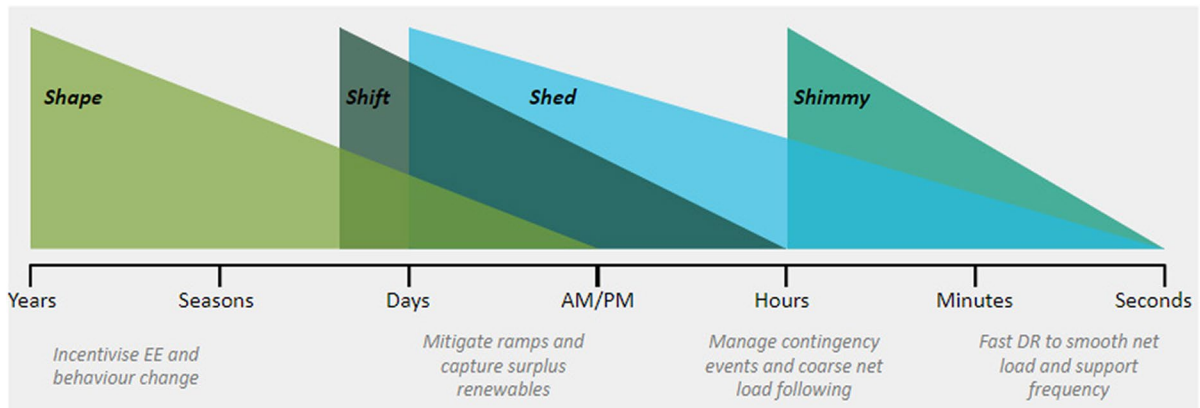 Shape
Shift
Shed
Shimmy
Years
Seasons
Days
AM/PM
Hours
Minutes
Seconds
Incentivise EE and
behaviour change
Mitigate ramps and
capture surplus
renewables
Manage contingency
events and coarse net
load following
Fast DR to smooth net
load and support
frequency